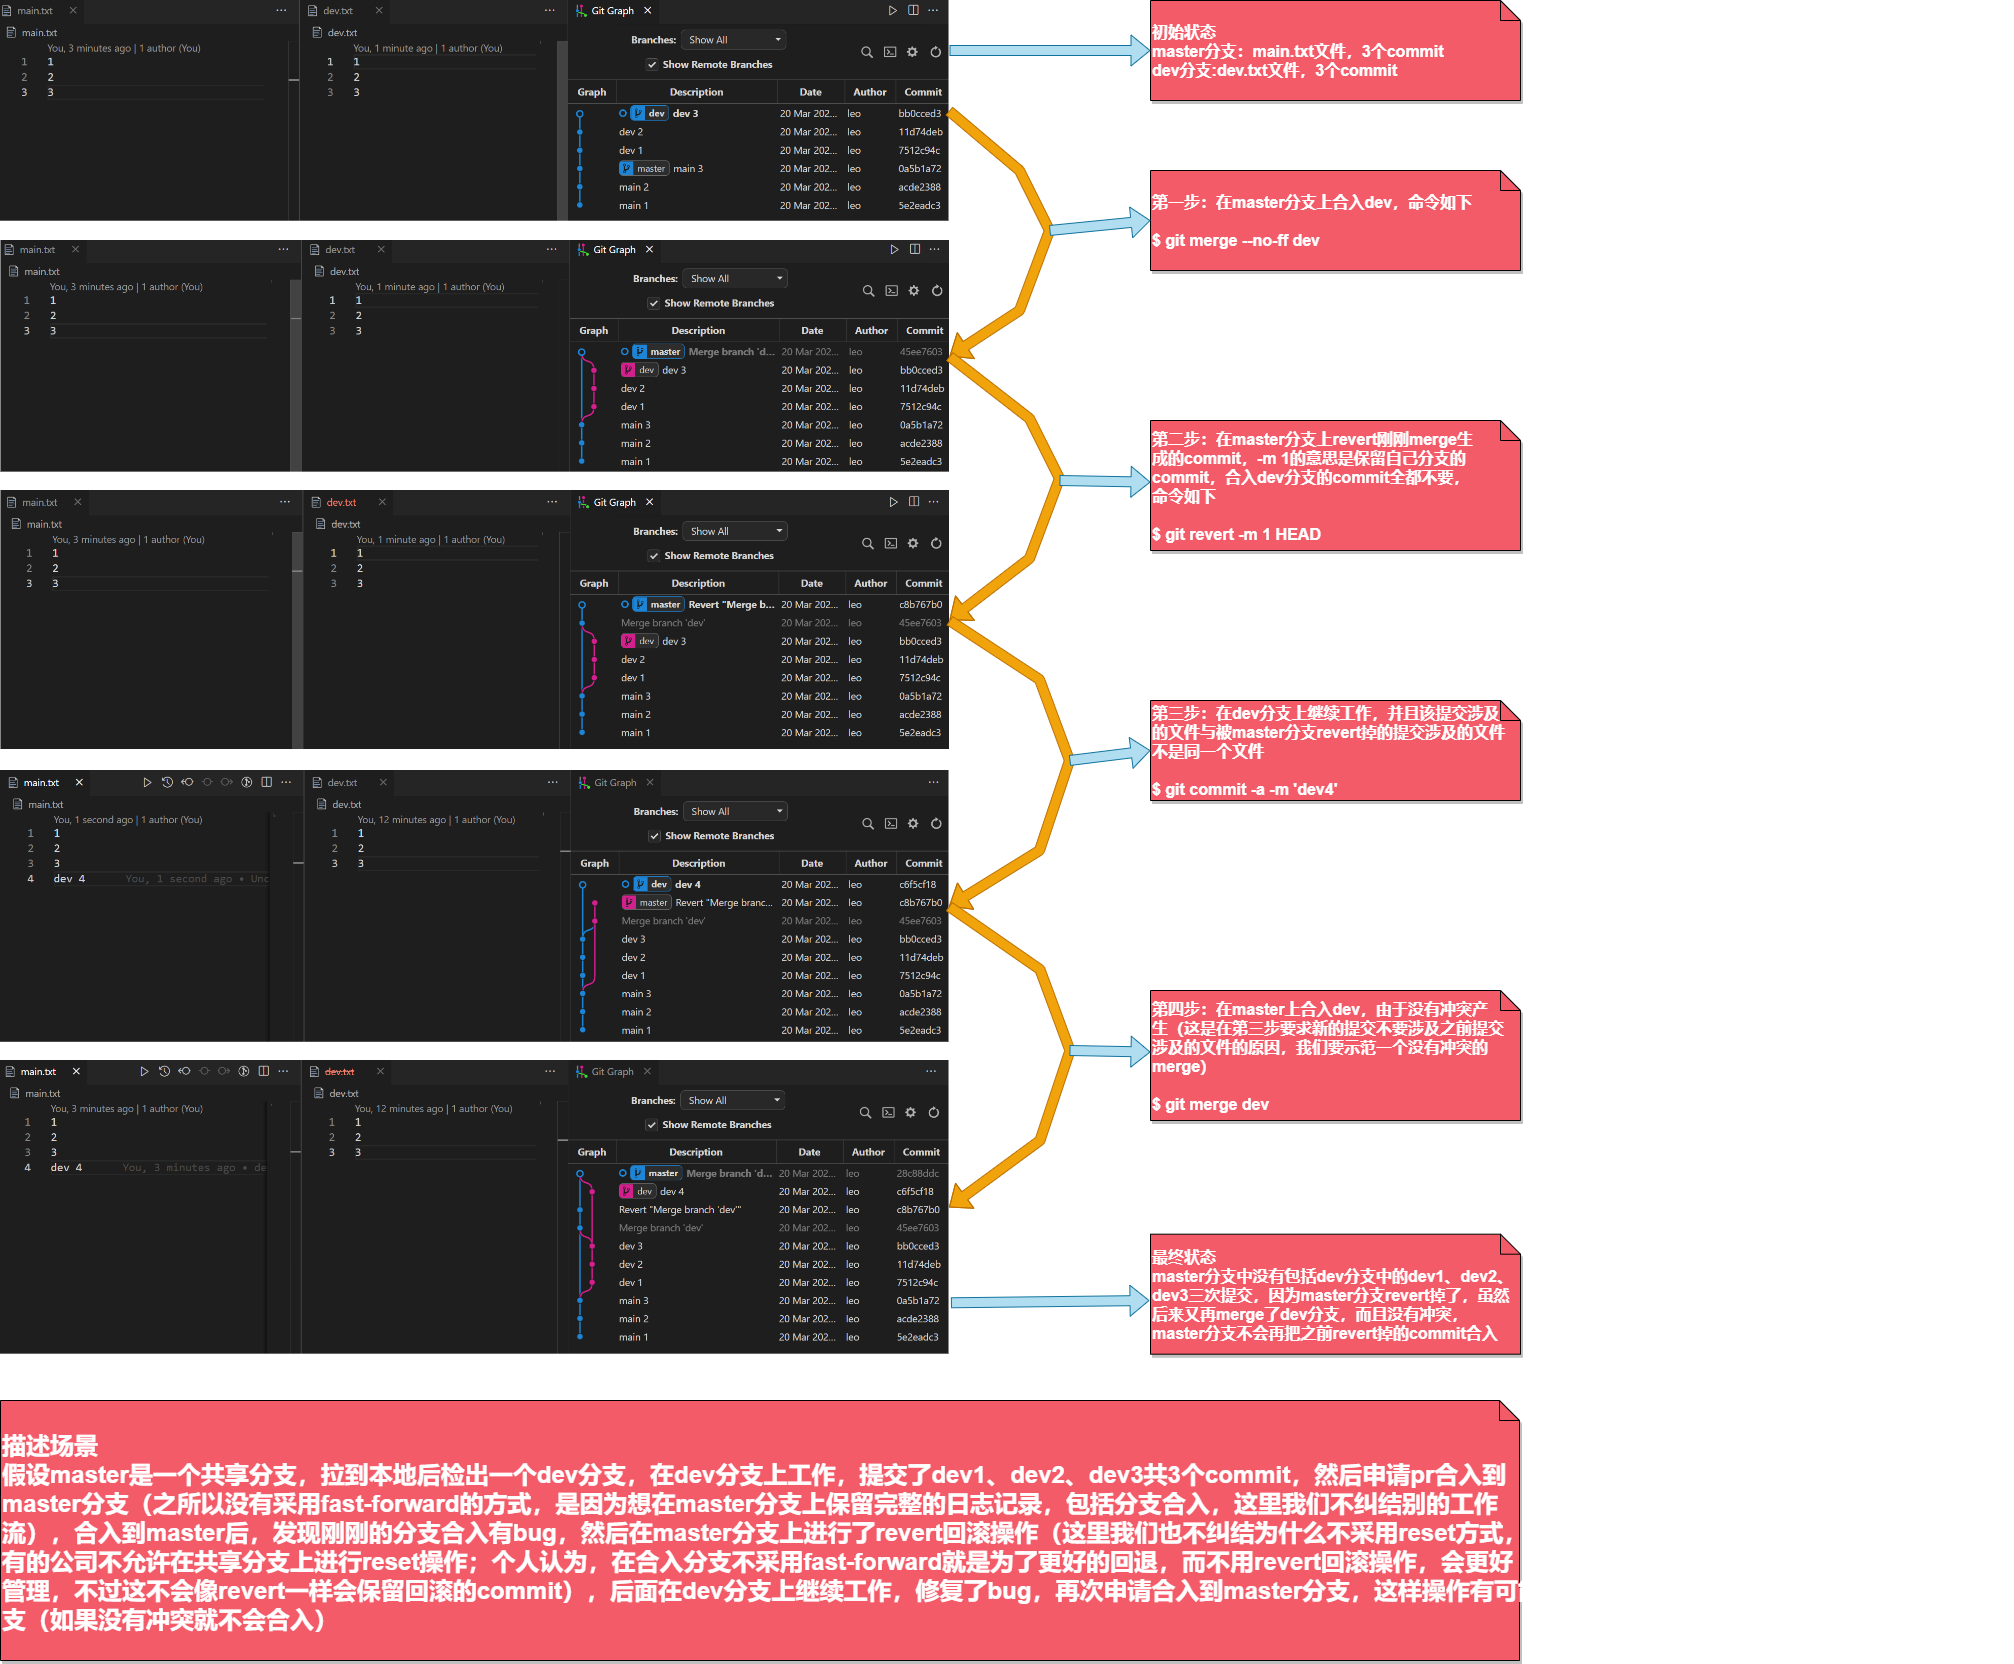 main.txt
dev.txt
Git Graph
main.txt
dev.txt
You, 3 minutes ago | 1 author (You)
1
2
3
You, 1 minute ago | 1 author (You)
1
2
3
Branches: Show All
Show Remote Branches
Graph Description Date Author Commit
dev dev 3 20 Mar 202... leo bb0cced3
dev 2 20 Mar 202... leo 11d74deb
dev 1 20 Mar 202... leo 7512c94c
master main 3 20 Mar 202... leo 0a5b1a72
main 2 20 Mar 202... leo acde2388
main 1 20 Mar 202... leo 5e2eadc3
初始状态
master分支：main.txt文件，3个commit
dev分支:dev.txt文件，3个commit
第一步：在master分支上合入dev，命令如下
$ git merge --no-ff dev
main.txt
dev.txt
Git Graph
main.txt
dev.txt
You, 3 minutes ago | 1 author (You)
1
2
3
You, 1 minute ago | 1 author (You)
1
2
3
Branches: Show All
Show Remote Branches
Graph Description Date Author Commit
master Merge branch 'd... 20 Mar 202... leo 45ee7603
dev dev 3 20 Mar 202... leo bb0cced3
dev 2 20 Mar 202... leo 11d74deb
dev 1 20 Mar 202... leo 7512c94c
main 3 20 Mar 202... leo 0a5b1a72
main 2 20 Mar 202... leo acde2388
main 1 20 Mar 202... leo 5e2eadc3
第二步：在master分支上revert刚刚merge生
成的commit，-m 1的意思是保留自己分支的
commit，合入dev分支的commit全都不要，
命令如下
$ git revert -m 1 HEAD
main.txt
dev.txt
Git Graph
main.txt
dev.txt
You, 3 minutes ago | 1 author (You)
1
2
3
You, 1 minute ago | 1 author (You)
1
2
3
Branches: Show All
Show Remote Branches
Graph Description Date Author Commit
master Revert "Merge b... 20 Mar 202... leo c8b767b0
Merge branch 'dev' 20 Mar 202... leo 45ee7603
dev dev 3 20 Mar 202... leo bb0cced3
dev 2 20 Mar 202... leo 11d74deb
dev 1 20 Mar 202... leo 7512c94c
main 3 20 Mar 202... leo 0a5b1a72
main 2 20 Mar 202... leo acde2388
main 1 20 Mar 202... leo 5e2eadc3
第三步：在dev分支上继续工作，并且该提交涉及
的文件与被master分支revert掉的提交涉及的文件
不是同一个文件
$ git commit -a -m 'dev4'
main.txt
dev.txt
Git Graph
main.txt
dev.txt
You, 1 second ago | 1 author (You)
1 1
2 2
3 3
4 dev 4 You, 1 second ago • Unc
You, 12 minutes ago | 1 author (You)
1 1
2 2
3 3
Branches: Show All
Show Remote Branches
Graph Description Date Author Commit
dev dev 4 20 Mar 202... leo c6f5cf18
master Revert "Merge branc... 20 Mar 202... leo c8b767b0
Merge branch 'dev' 20 Mar 202... leo 45ee7603
dev 3 20 Mar 202... leo bb0cced3
dev 2 20 Mar 202... leo 11d74deb
dev 1 20 Mar 202... leo 7512c94c
main 3 20 Mar 202... leo 0a5b1a72
main 2 20 Mar 202... leo acde2388
main 1 20 Mar 202... leo 5e2eadc3
第四步：在master上合入dev，由于没有冲突产
生（这是在第三步要求新的提交不要涉及之前提交
涉及的文件的原因，我们要示范一个没有冲突的
merge）
$ git merge dev
main.txt
dev.txt
Git Graph
main.txt
dev.txt
You, 3 minutes ago | 1 author (You)
1 1
2 2
3 3
4 dev 4 You, 3 minutes ago • de
You, 12 minutes ago | 1 author (You)
1 1
2 2
3 3
Branches: Show All
Show Remote Branches
Graph Description Date Author Commit
master Merge branch 'd... 20 Mar 202... leo 28c88ddc
dev dev 4 20 Mar 202... leo c6f5cf18
Revert "Merge branch 'dev'" 20 Mar 202... leo c8b767b0
Merge branch 'dev' 20 Mar 202... leo 45ee7603
dev 3 20 Mar 202... leo bb0cced3
dev 2 20 Mar 202... leo 11d74deb
dev 1 20 Mar 202... leo 7512c94c
main 3 20 Mar 202... leo 0a5b1a72
main 2 20 Mar 202... leo acde2388
main 1 20 Mar 202... leo 5e2eadc3
最终状态
master分支中没有包括dev分支中的dev1、dev2、
dev3三次提交，因为master分支revert掉了，虽然
后来又再merge了dev分支，而且没有冲突，
master分支不会再把之前revert掉的commit合入
描述场景
假设master是一个共享分支，拉到本地后检出一个dev分支，在dev分支上工作，提交了dev1、dev2、dev3共3个commit，然后申请pr合入到
master分支（之所以没有采用fast-forward的方式，是因为想在master分支上保留完整的日志记录，包括分支合入，这里我们不纠结别的工作
流），合入到master后，发现刚刚的分支合入有bug，然后在master分支上进行了revert回滚操作（这里我们也不纠结为什么不采用reset方式，
有的公司不允许在共享分支上进行reset操作；个人认为，在合入分支不采用fast-forward就是为了更好的回退，而不用revert回滚操作，会更好
管理，不过这不会像revert一样会保留回滚的commit），后面在dev分支上继续工作，修复了bug，再次申请合入到master分支，这样操作有可
支（如果没有冲突就不会合入）